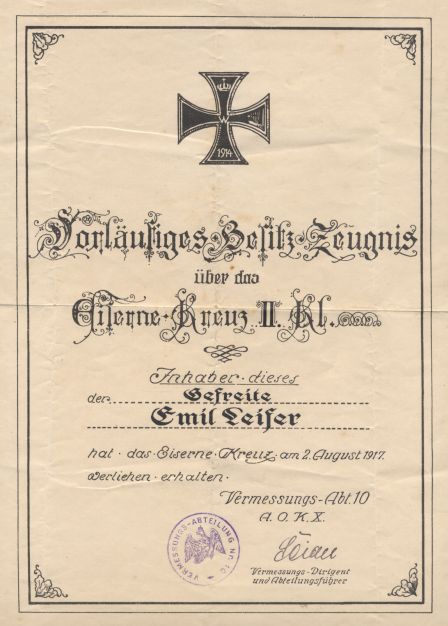 W
1914
Vorläufiges Besitz-Zeugnis
über das
Eiserne-Kreuz II. Kl.
Inhaber dieses
der Gefreite
Emil Leiser
hat das Eiserne Kreuz am 2. August 1917.
verliehen erhalten.
Vermessungs-Abt. 10
A.O.K.X.
VERMESSUNGS-ABTEILUNG Nr. 10
Vermessungs-Dirigent
und Abteilungsführer